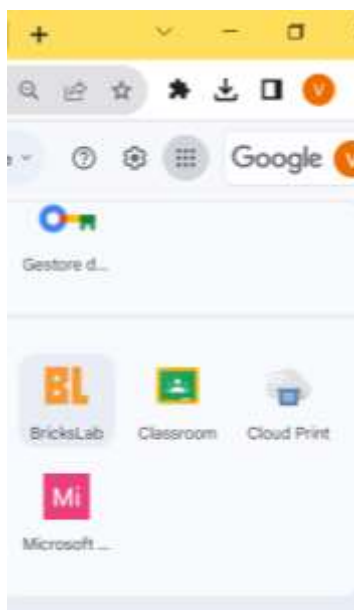 V
Google
Gestore d...
BL
BricksLab
Classroom
Cloud Print
Mi
Microsoft ...